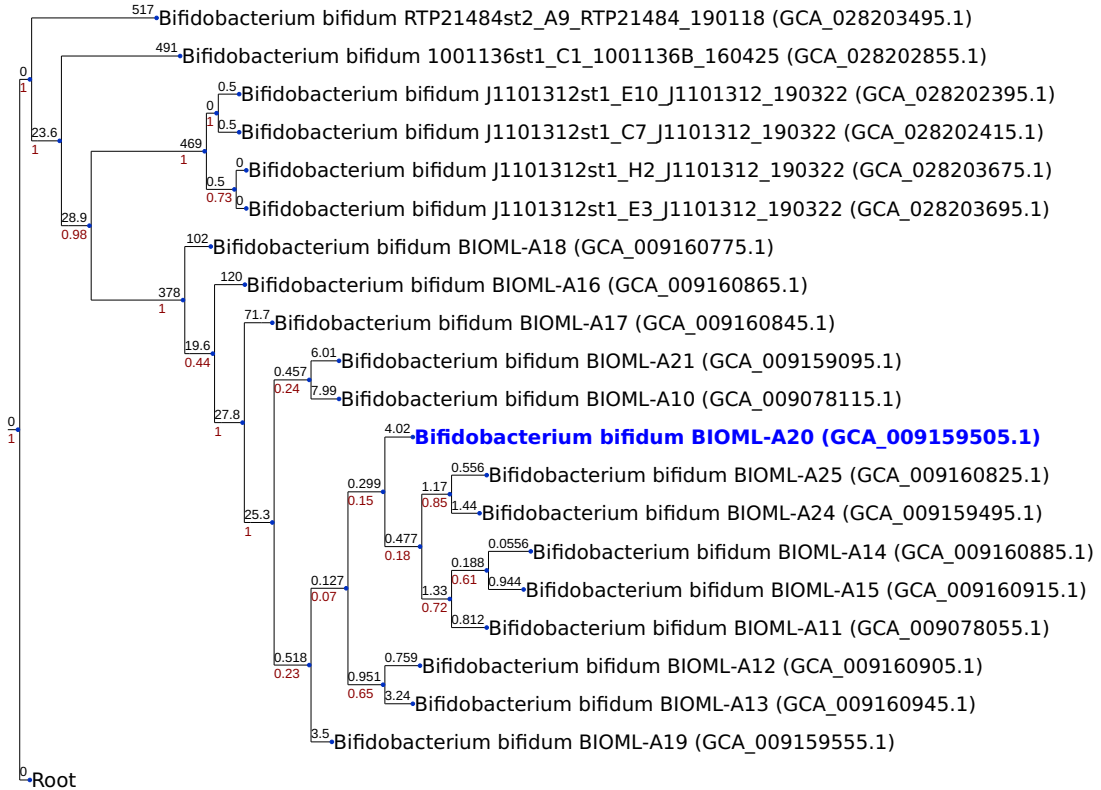 517 Bifidobacterium bifidum RTP21484st2_A9_RTP21484_190118 (GCA_028203495.1)
491 Bifidobacterium bifidum 1001136st1_C1_1001136B_160425 (GCA_028202855.1)
0
1
0.5 Bifidobacterium bifidum J1101312st1_E10_J1101312_190322 (GCA_028202395.1)
0
1
0.5 Bifidobacterium bifidum J1101312st1_C7_J1101312_190322 (GCA_028202415.1)
23.6
1
469
1
0 Bifidobacterium bifidum J1101312st1_H2_J1101312_190322 (GCA_028203675.1)
0.5
0.73
0 Bifidobacterium bifidum J1101312st1_E3_J1101312_190322 (GCA_028203695.1)
28.9
0.98
102 Bifidobacterium bifidum BIOML-A18 (GCA_009160775.1)
120 Bifidobacterium bifidum BIOML-A16 (GCA_009160865.1)
378
1
71.7 Bifidobacterium bifidum BIOML-A17 (GCA_009160845.1)
19.6
0.44
6.01 Bifidobacterium bifidum BIOML-A21 (GCA_009159095.1)
0.457
0.24
7.99 Bifidobacterium bifidum BIOML-A10 (GCA_009078115.1)
27.8
1
0
1
4.02 Bifidobacterium bifidum BIOML-A20 (GCA_009159505.1)
0.556 Bifidobacterium bifidum BIOML-A25 (GCA_009160825.1)
0.299
0.15
1.17
0.85
1.44 Bifidobacterium bifidum BIOML-A24 (GCA_009159495.1)
25.3
1
0.477
0.18
0.0556 Bifidobacterium bifidum BIOML-A14 (GCA_009160885.1)
0.188
0.61
0.944 Bifidobacterium bifidum BIOML-A15 (GCA_009160915.1)
0.127
0.07
1.33
0.72
0.812 Bifidobacterium bifidum BIOML-A11 (GCA_009078055.1)
0.518
0.23
0.759 Bifidobacterium bifidum BIOML-A12 (GCA_009160905.1)
0.951
0.65
3.24 Bifidobacterium bifidum BIOML-A13 (GCA_009160945.1)
3.5 Bifidobacterium bifidum BIOML-A19 (GCA_009159555.1)
0 Root